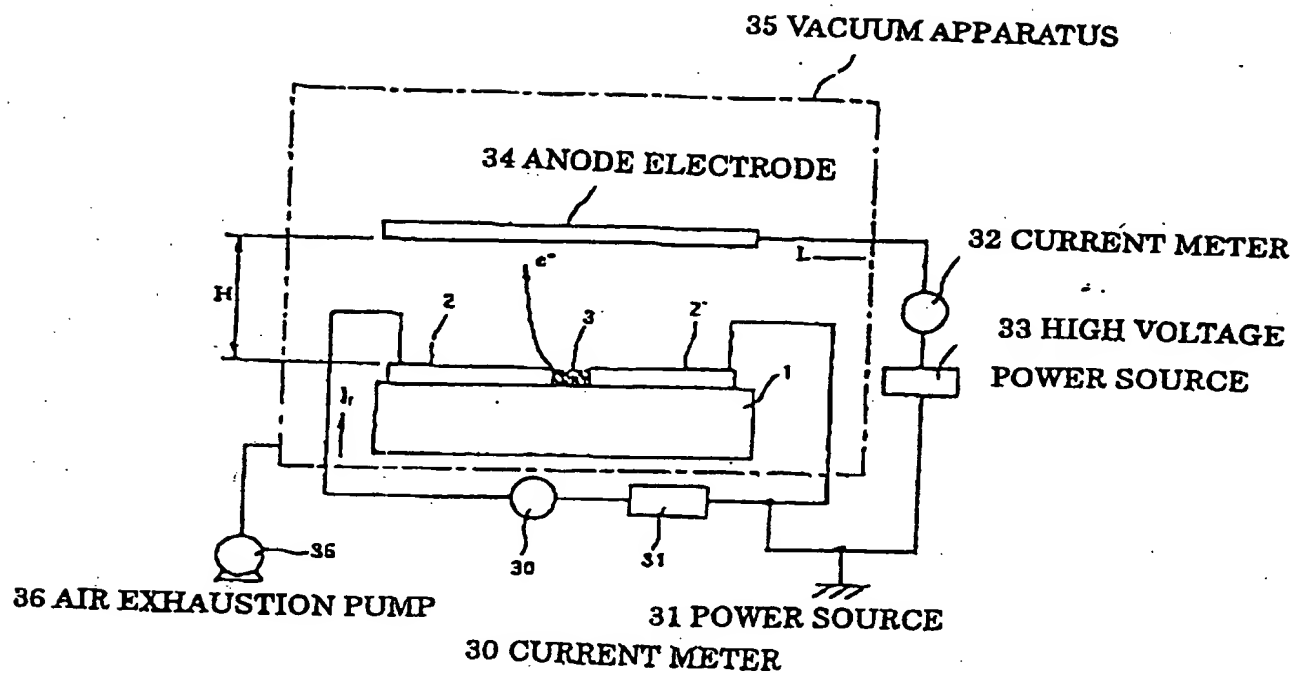 35 VACUUM APPARATUS
34 ANODE ELECTRODE
32 CURRENT METER
33 HIGH VOLTAGE
POWER SOURCE
H
e-
L
2
3
2'
1
30
31
36
36 AIR EXHAUSTION PUMP
31 POWER SOURCE
30 CURRENT METER